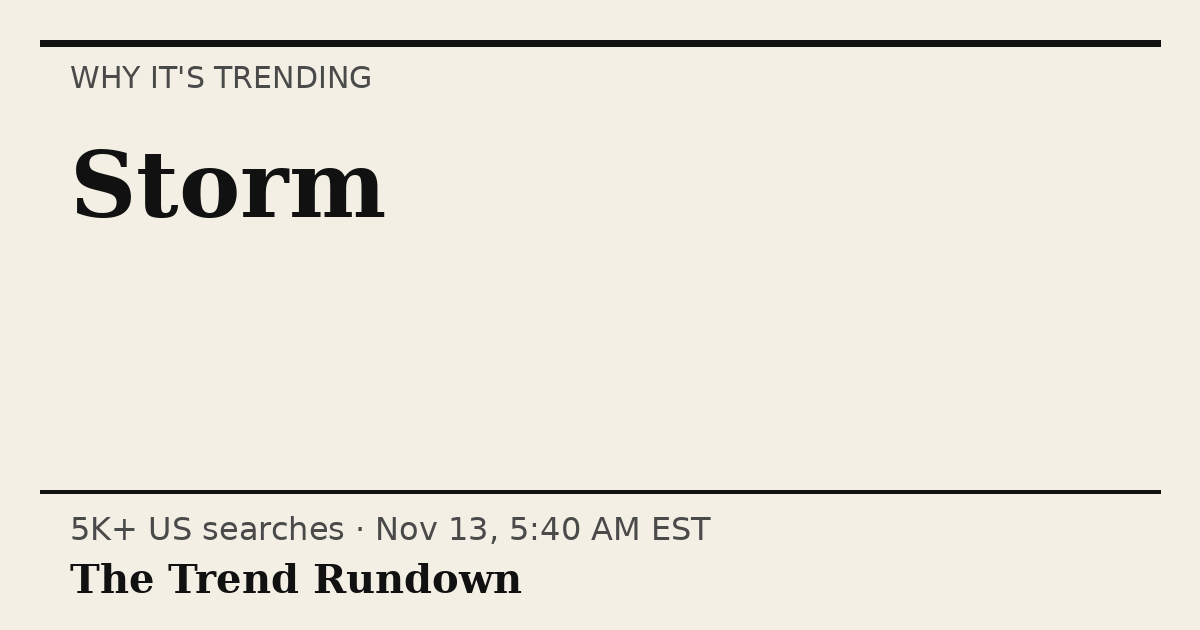 WHY IT'S TRENDING
Storm
5K+ US searches · Nov 13, 5:40 AM EST
The Trend Rundown